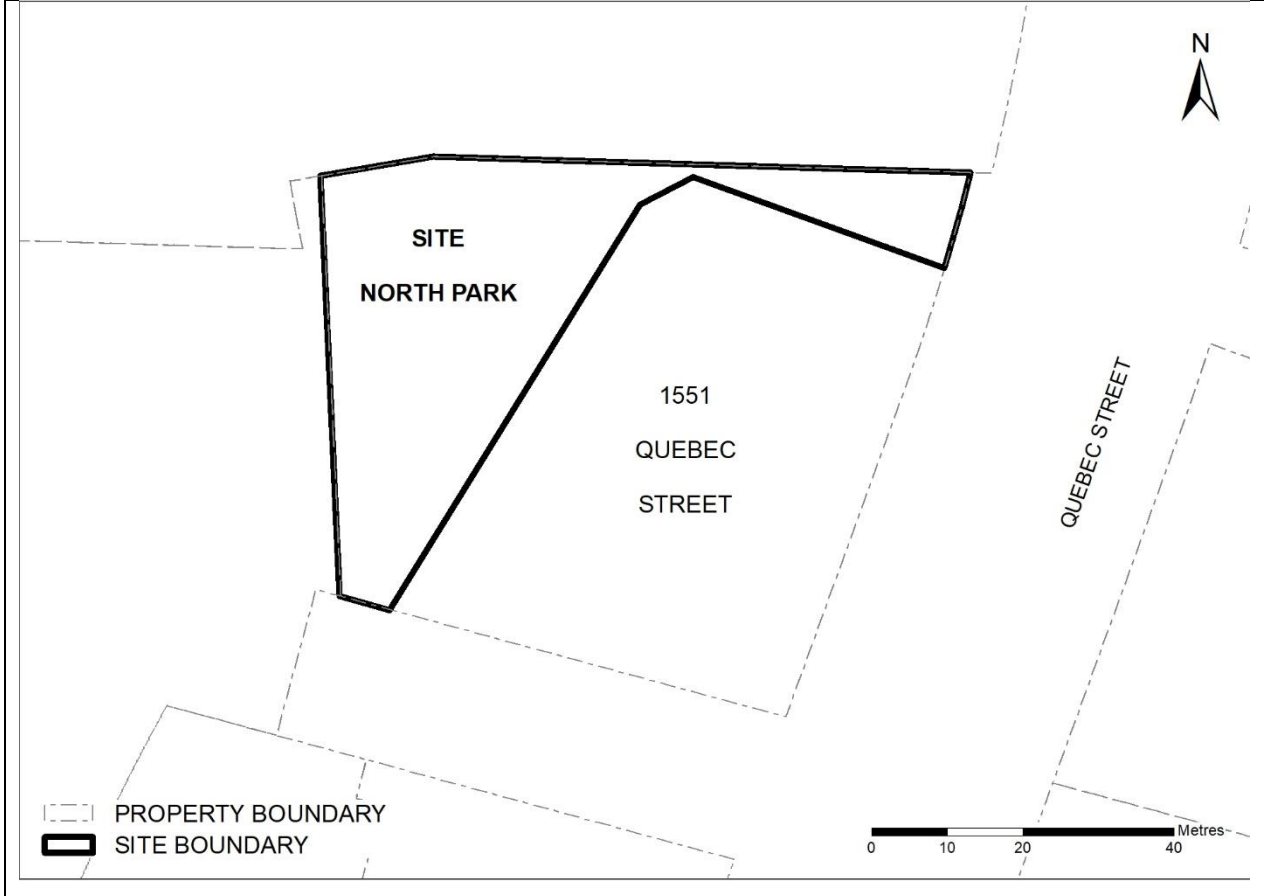 N
SITE
NORTH PARK
1551
QUEBEC
STREET
QUEBEC STREET
PROPERTY BOUNDARY
SITE BOUNDARY
Metres
0 10 20 40